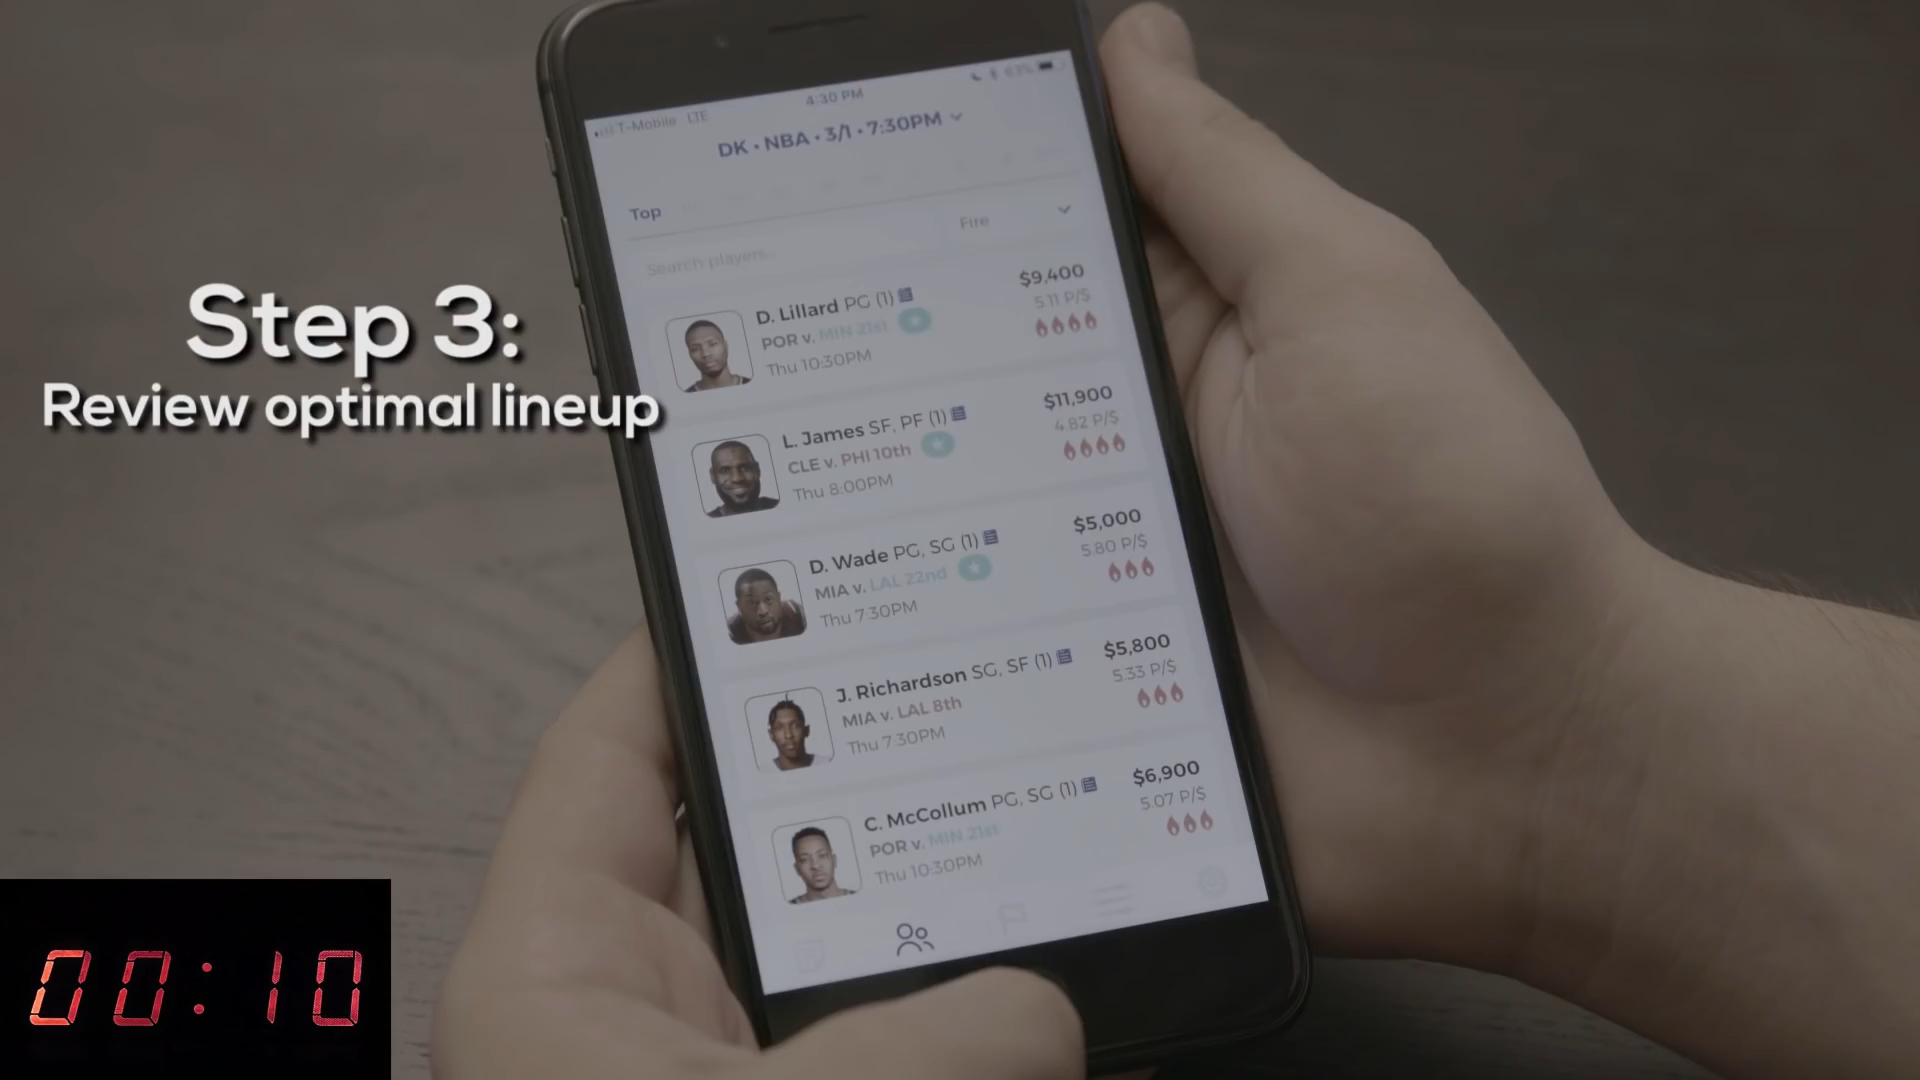 Step 3:
Review optimal lineup
T-Mobile LTE
4:30 PM
63%
DK • NBA • 3/1 • 7:30PM
Top
Fire
Search players...
D. Lillard PG (1)
$9,400
POR v. MIN 21st
5.11 P/$
Thu 10:30PM
L. James SF, PF (1)
$11,900
CLE v. PHI 10th
4.82 P/$
Thu 8:00PM
D. Wade PG, SG (1)
$5,000
MIA v. LAL 22nd
5.80 P/$
Thu 7:30PM
J. Richardson SG, SF (1)
$5,800
MIA v. LAL 8th
5.33 P/$
Thu 7:30PM
C. McCollum PG, SG (1)
$6,900
POR v. MIN 21st
5.07 P/$
Thu 10:30PM
00:10